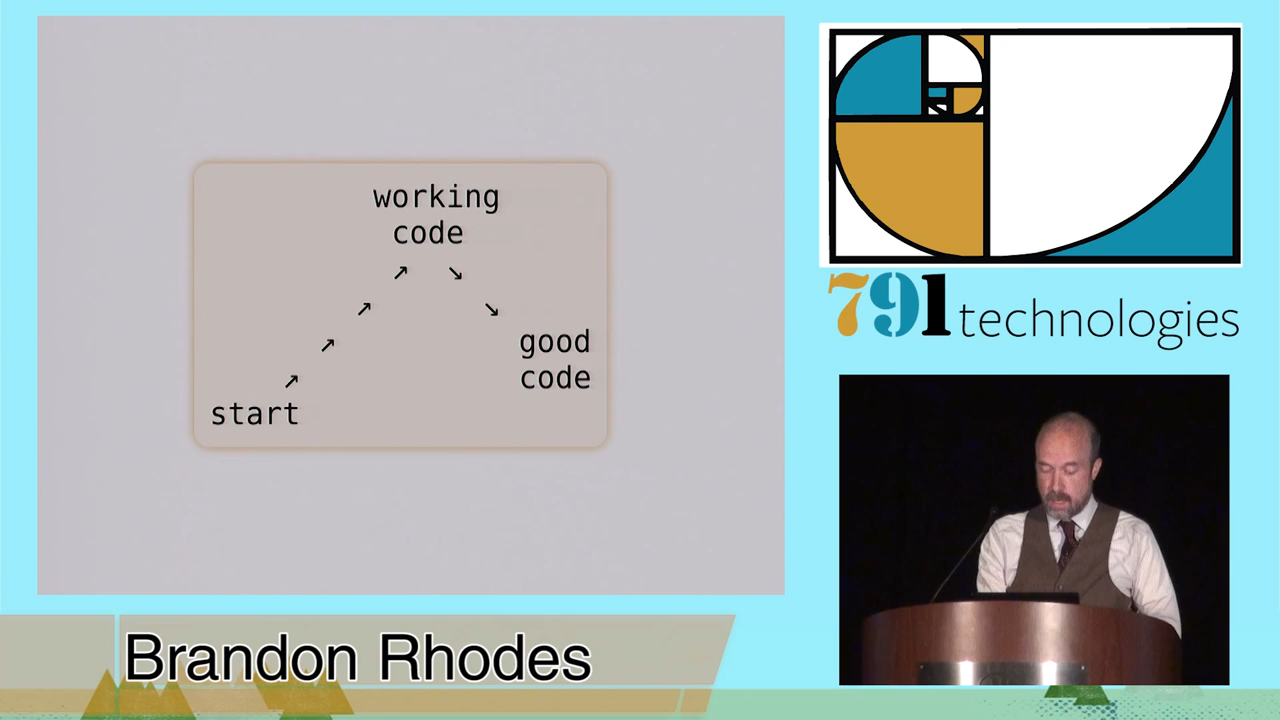 working
code
↗ ↘
↗ ↘
↗ good
↗ code
start
791 technologies
Brandon Rhodes